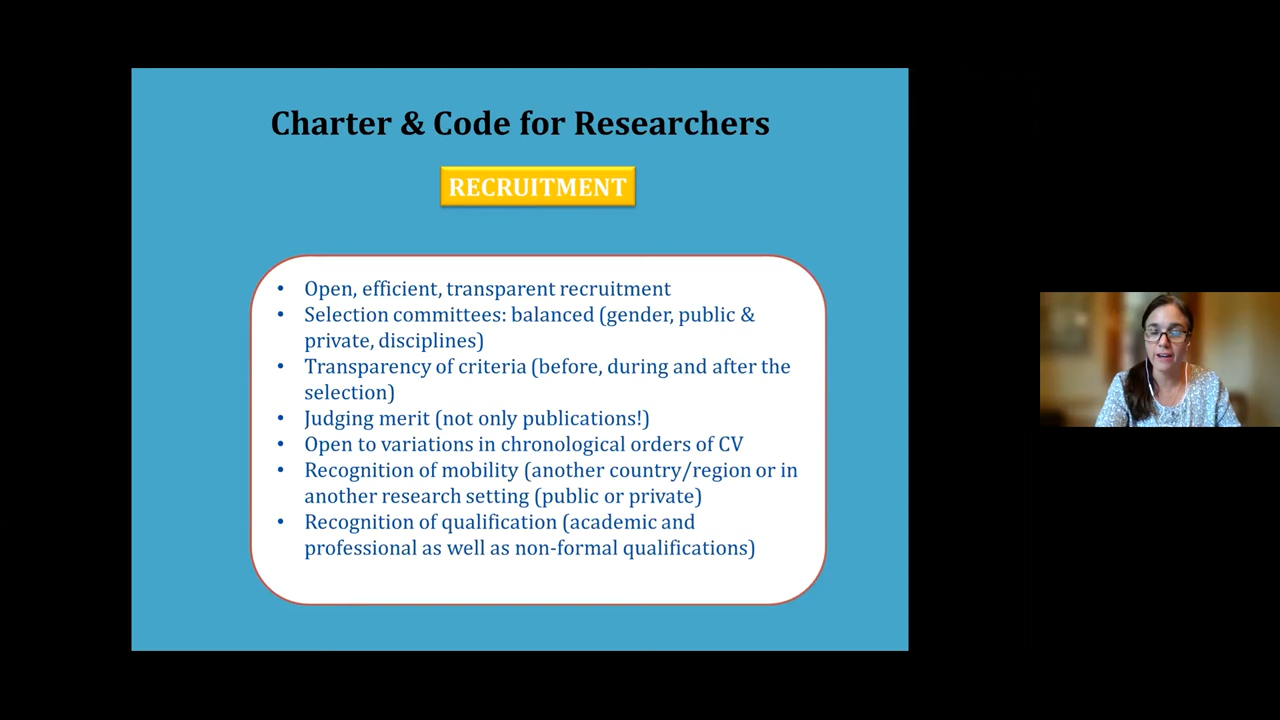 Charter & Code for Researchers
RECRUITMENT
• Open, efficient, transparent recruitment
• Selection committees: balanced (gender, public &
private, disciplines)
• Transparency of criteria (before, during and after the
selection)
• Judging merit (not only publications!)
• Open to variations in chronological orders of CV
• Recognition of mobility (another country/region or in
another research setting (public or private)
• Recognition of qualification (academic and
professional as well as non-formal qualifications)